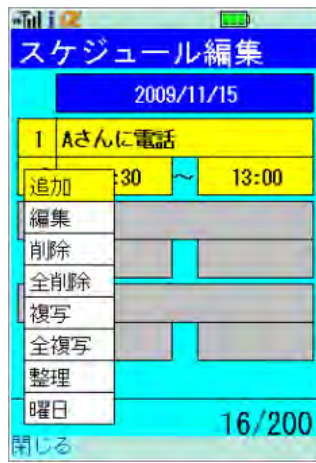 スケジュール編集
2009/11/15
1 Aさんに電話
:30 ～ 13:00
追加
編集
削除
全削除
複写
全複写
整理
曜日
16/200
閉じる